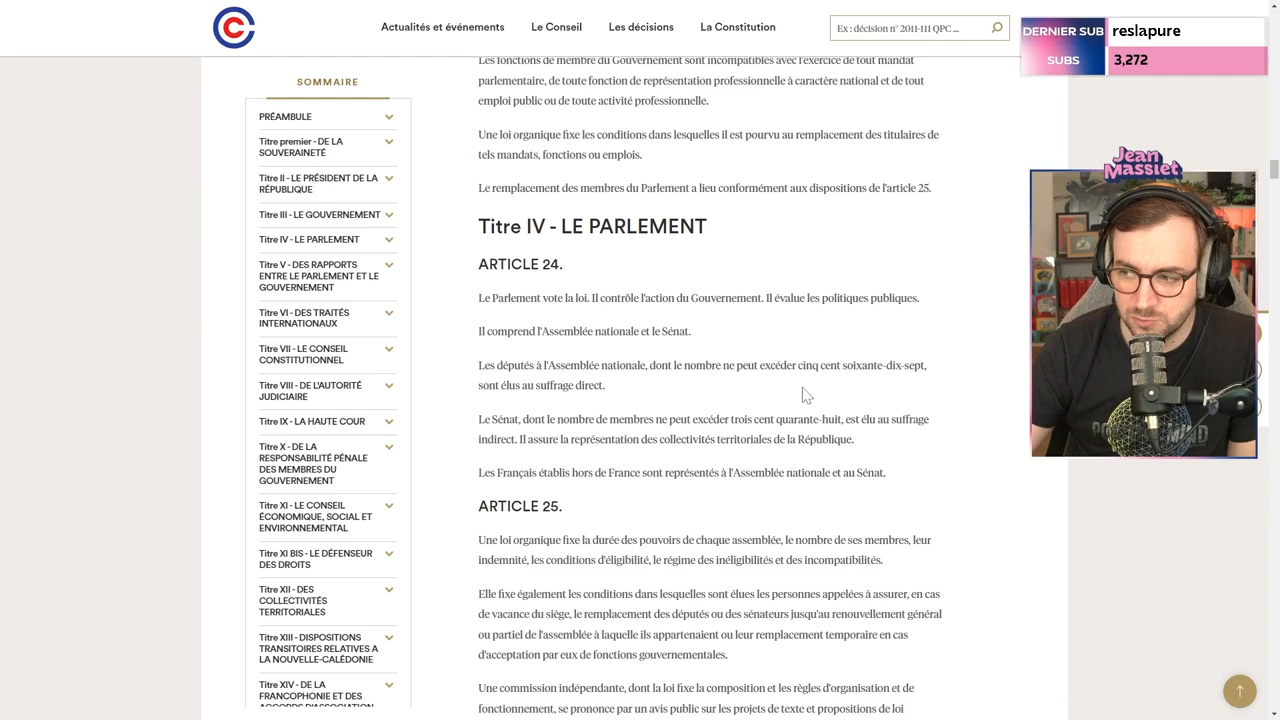 Actualités et événements
Le Conseil
Les décisions
La Constitution
Ex : décision n° 2011-111 QPC ...
DERNIER SUB
reslapure
SUBS
3,272
SOMMAIRE
PRÉAMBULE
Titre premier - DE LA
SOUVERAINETÉ
Titre II - LE PRÉSIDENT DE LA
RÉPUBLIQUE
Titre III - LE GOUVERNEMENT
Titre IV - LE PARLEMENT
Titre V - DES RAPPORTS
ENTRE LE PARLEMENT ET LE
GOUVERNEMENT
Titre VI - DES TRAITÉS
INTERNATIONAUX
Titre VII - LE CONSEIL
CONSTITUTIONNEL
Titre VIII - DE L'AUTORITÉ
JUDICIAIRE
Titre IX - LA HAUTE COUR
Titre X - DE LA
RESPONSABILITÉ PÉNALE
DES MEMBRES DU
GOUVERNEMENT
Titre XI - LE CONSEIL
ÉCONOMIQUE, SOCIAL ET
ENVIRONNEMENTAL
Titre XI BIS - LE DÉFENSEUR
DES DROITS
Titre XII - DES
COLLECTIVITÉS
TERRITORIALES
Titre XIII - DISPOSITIONS
TRANSITOIRES RELATIVES A
LA NOUVELLE-CALÉDONIE
Titre XIV - DE LA
FRANCOPHONIE ET DES
ACCORDS D'ASSOCIATION
Les fonctions de membre du Gouvernement sont incompatibles avec l'exercice de tout mandat
parlementaire, de toute fonction de représentation professionnelle à caractère national et de tout
emploi public ou de toute activité professionnelle.
Une loi organique fixe les conditions dans lesquelles il est pourvu au remplacement des titulaires de
tels mandats, fonctions ou emplois.
Le remplacement des membres du Parlement a lieu conformément aux dispositions de l'article 25.
Titre IV - LE PARLEMENT
ARTICLE 24.
Le Parlement vote la loi. Il contrôle l'action du Gouvernement. Il évalue les politiques publiques.
Il comprend l'Assemblée nationale et le Sénat.
Les députés à l'Assemblée nationale, dont le nombre ne peut excéder cinq cent soixante-dix-sept,
sont élus au suffrage direct.
Le Sénat, dont le nombre de membres ne peut excéder trois cent quarante-huit, est élu au suffrage
indirect. Il assure la représentation des collectivités territoriales de la République.
Les Français établis hors de France sont représentés à l'Assemblée nationale et au Sénat.
ARTICLE 25.
Une loi organique fixe la durée des pouvoirs de chaque assemblée, le nombre de ses membres, leur
indemnité, les conditions d'éligibilité, le régime des inéligibilités et des incompatibilités.
Elle fixe également les conditions dans lesquelles sont élues les personnes appelées à assurer, en cas
de vacance du siège, le remplacement des députés ou des sénateurs jusqu'au renouvellement général
ou partiel de l'assemblée à laquelle ils appartenaient ou leur remplacement temporaire en cas
d'acceptation par eux de fonctions gouvernementales.
Une commission indépendante, dont la loi fixe la composition et les règles d'organisation et de
fonctionnement, se prononce par un avis public sur les projets de texte et propositions de loi
Jean
Massiet